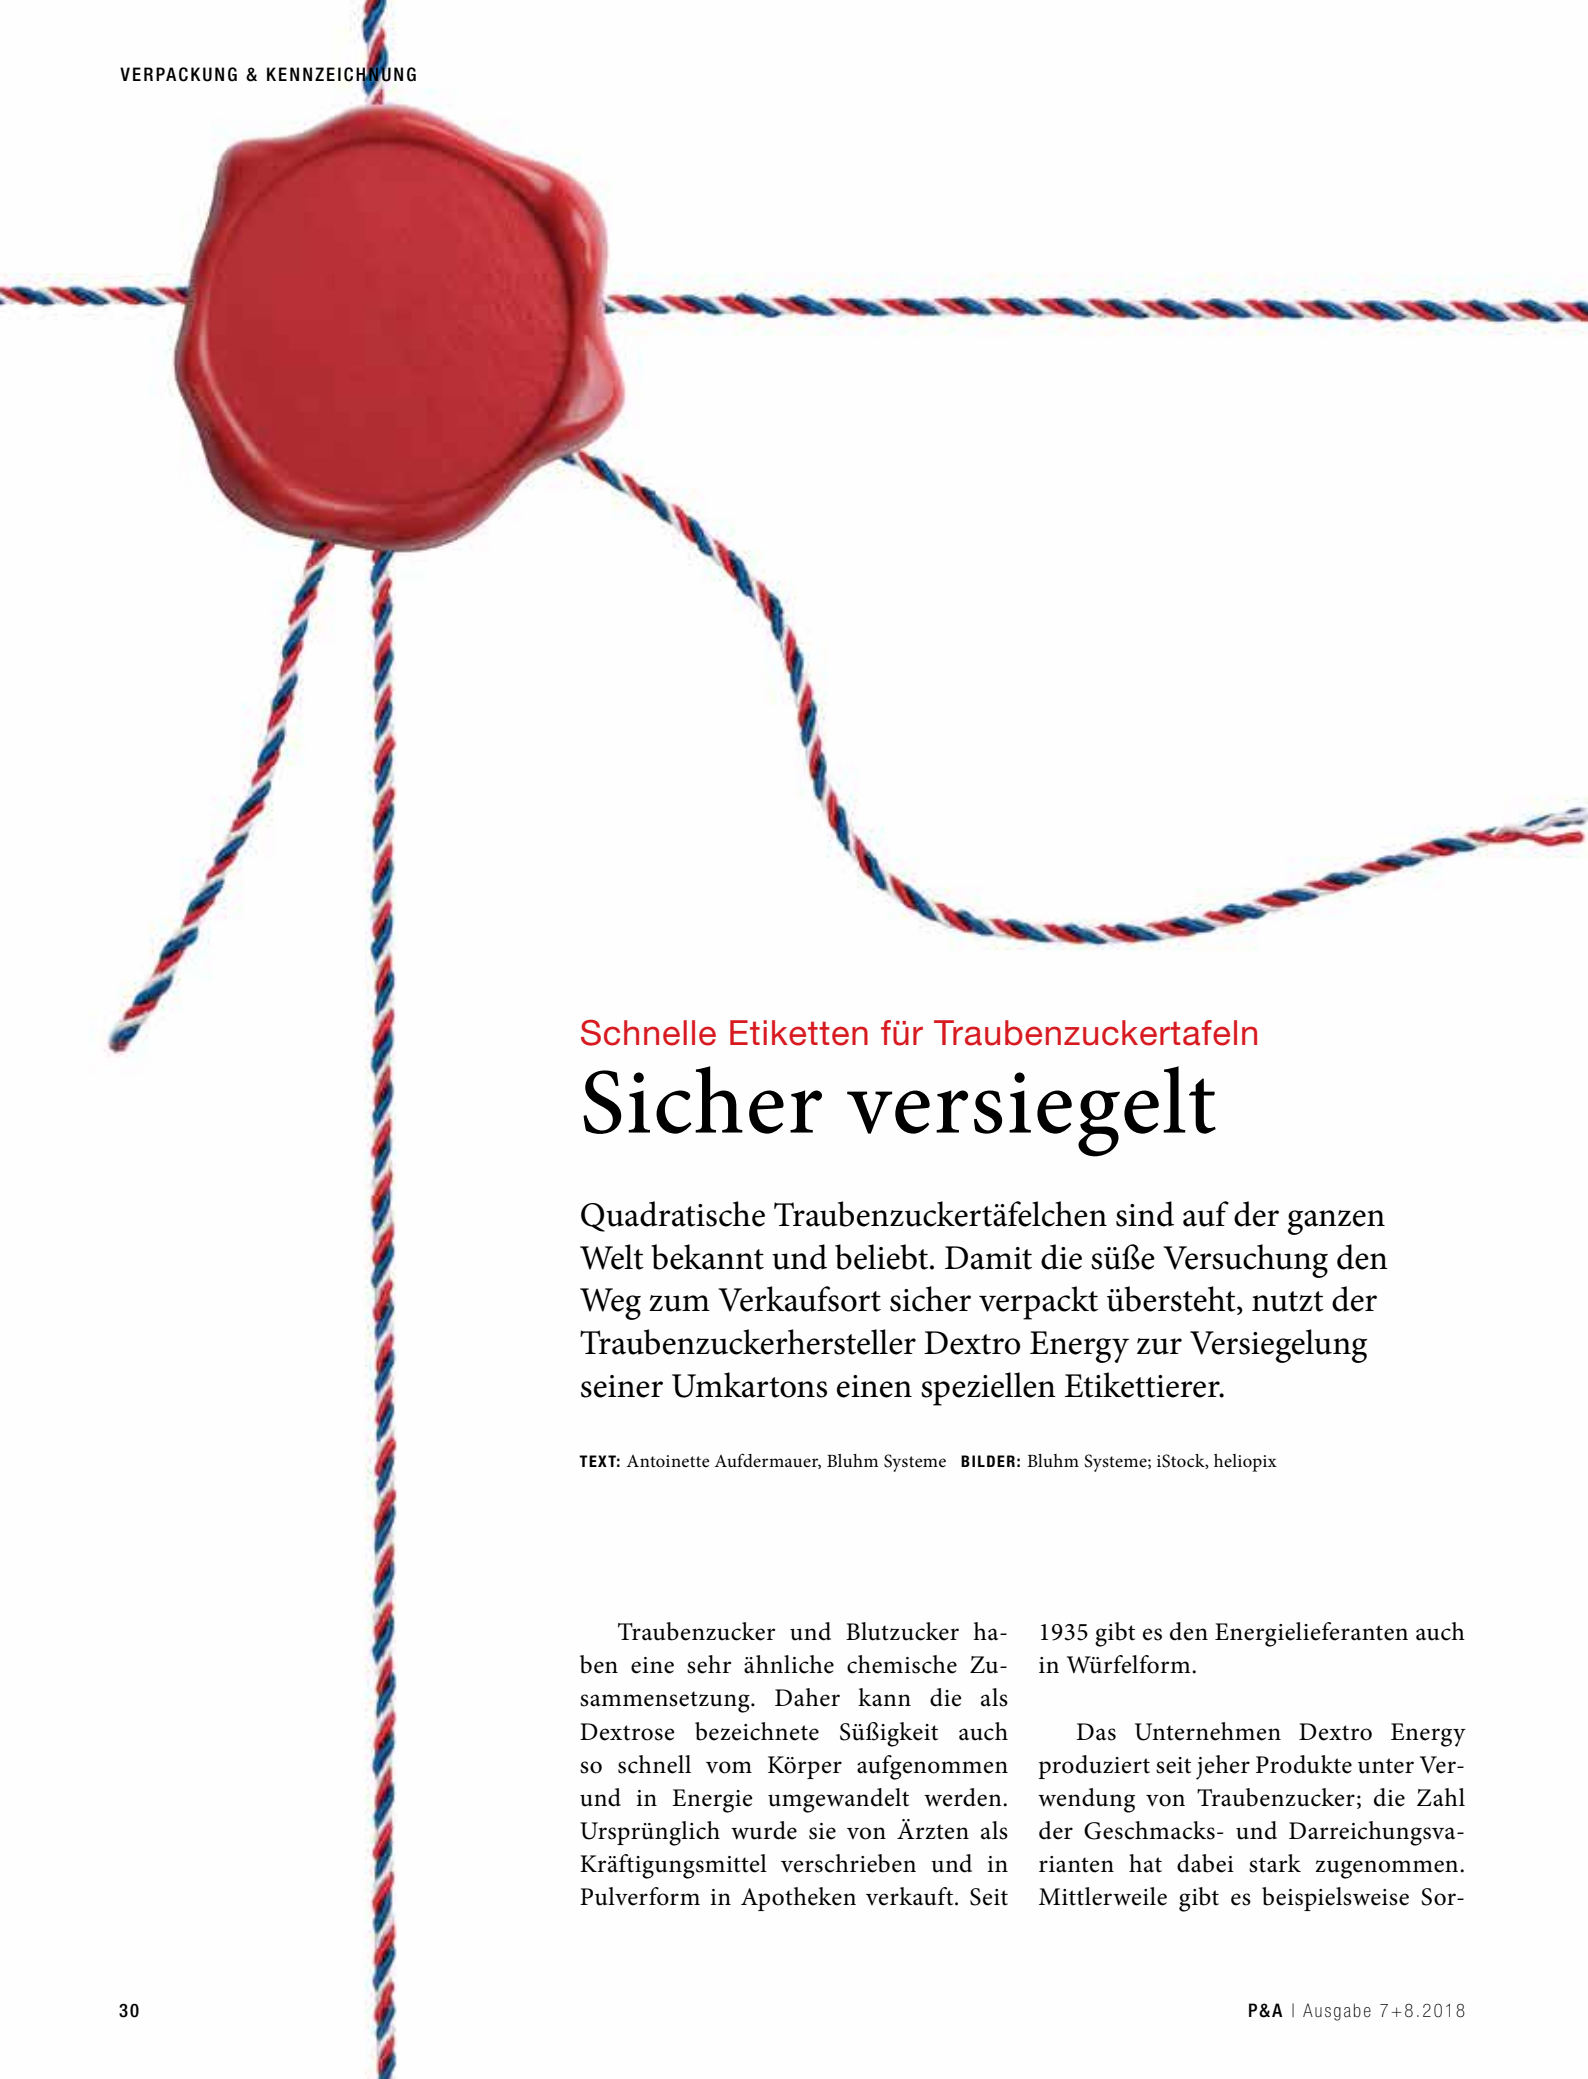 VERPACKUNG & KENNZEICHNUNG
Schnelle Etiketten für Traubenzuckertafeln
Sicher versiegelt
Quadratische Traubenzuckertäfelchen sind auf der ganzen
Welt bekannt und beliebt. Damit die süße Versuchung den
Weg zum Verkaufsort sicher verpackt übersteht, nutzt der
Traubenzuckerhersteller Dextro Energy zur Versiegelung
seiner Umkartons einen speziellen Etikettierer.
TEXT: Antoinette Aufdermauer, Bluhm Systeme BILDER: Bluhm Systeme; iStock, heliopix
Traubenzucker und Blutzucker ha-
ben eine sehr ähnliche chemische Zu-
sammensetzung. Daher kann die als
Dextrose bezeichnete Süßigkeit auch
so schnell vom Körper aufgenommen
und in Energie umgewandelt werden.
Ursprünglich wurde sie von Ärzten als
Kräftigungsmittel verschrieben und in
Pulverform in Apotheken verkauft. Seit
1935 gibt es den Energielieferanten auch
in Würfelform.
Das Unternehmen Dextro Energy
produziert seit jeher Produkte unter Ver-
wendung von Traubenzucker; die Zahl
der Geschmacks- und Darreichungsva-
rianten hat dabei stark zugenommen.
Mittlerweile gibt es beispielsweise Sor-
30
P&A | Ausgabe 7+8.2018